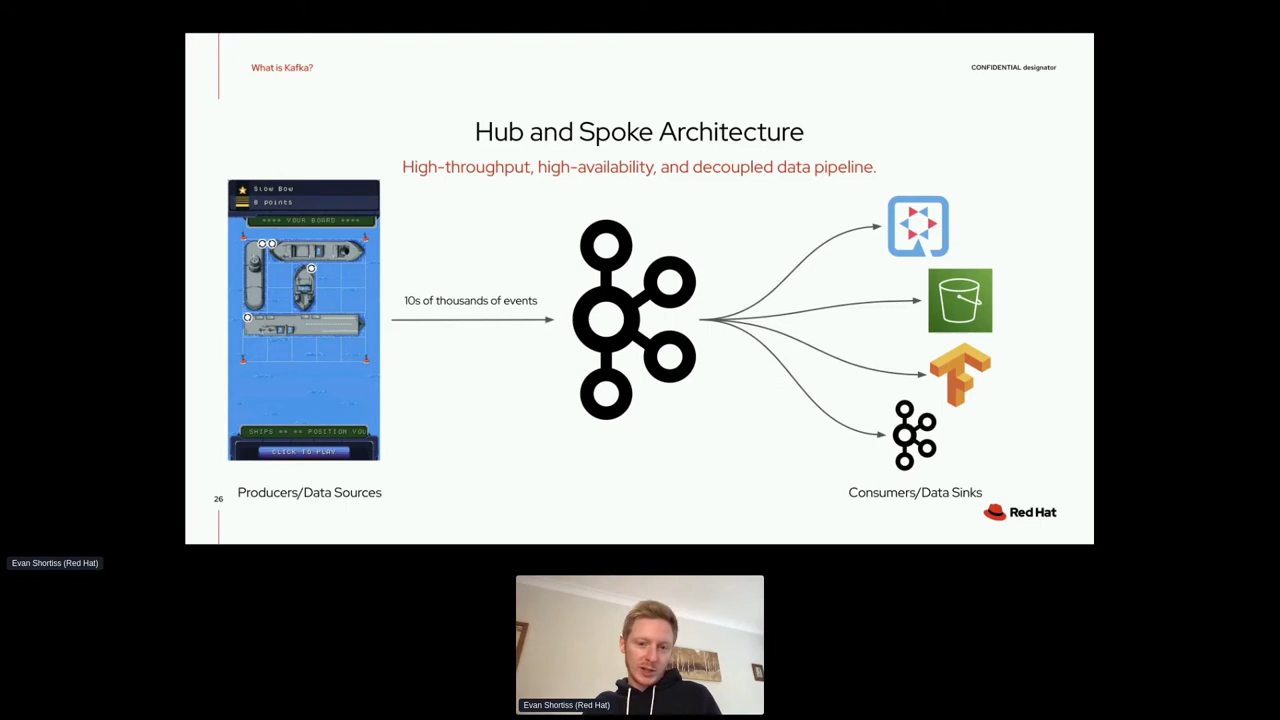 What is Kafka?
CONFIDENTIAL designator
Hub and Spoke Architecture
High-throughput, high-availability, and decoupled data pipeline.
Slow Bow
8 points
==== YOUR BOARD ====
10s of thousands of events
SHIPS == == POSITION YOU
CLICK TO PLAY
26
Producers/Data Sources
Consumers/Data Sinks
Red Hat
Evan Shortiss (Red Hat)
Evan Shortiss (Red Hat)